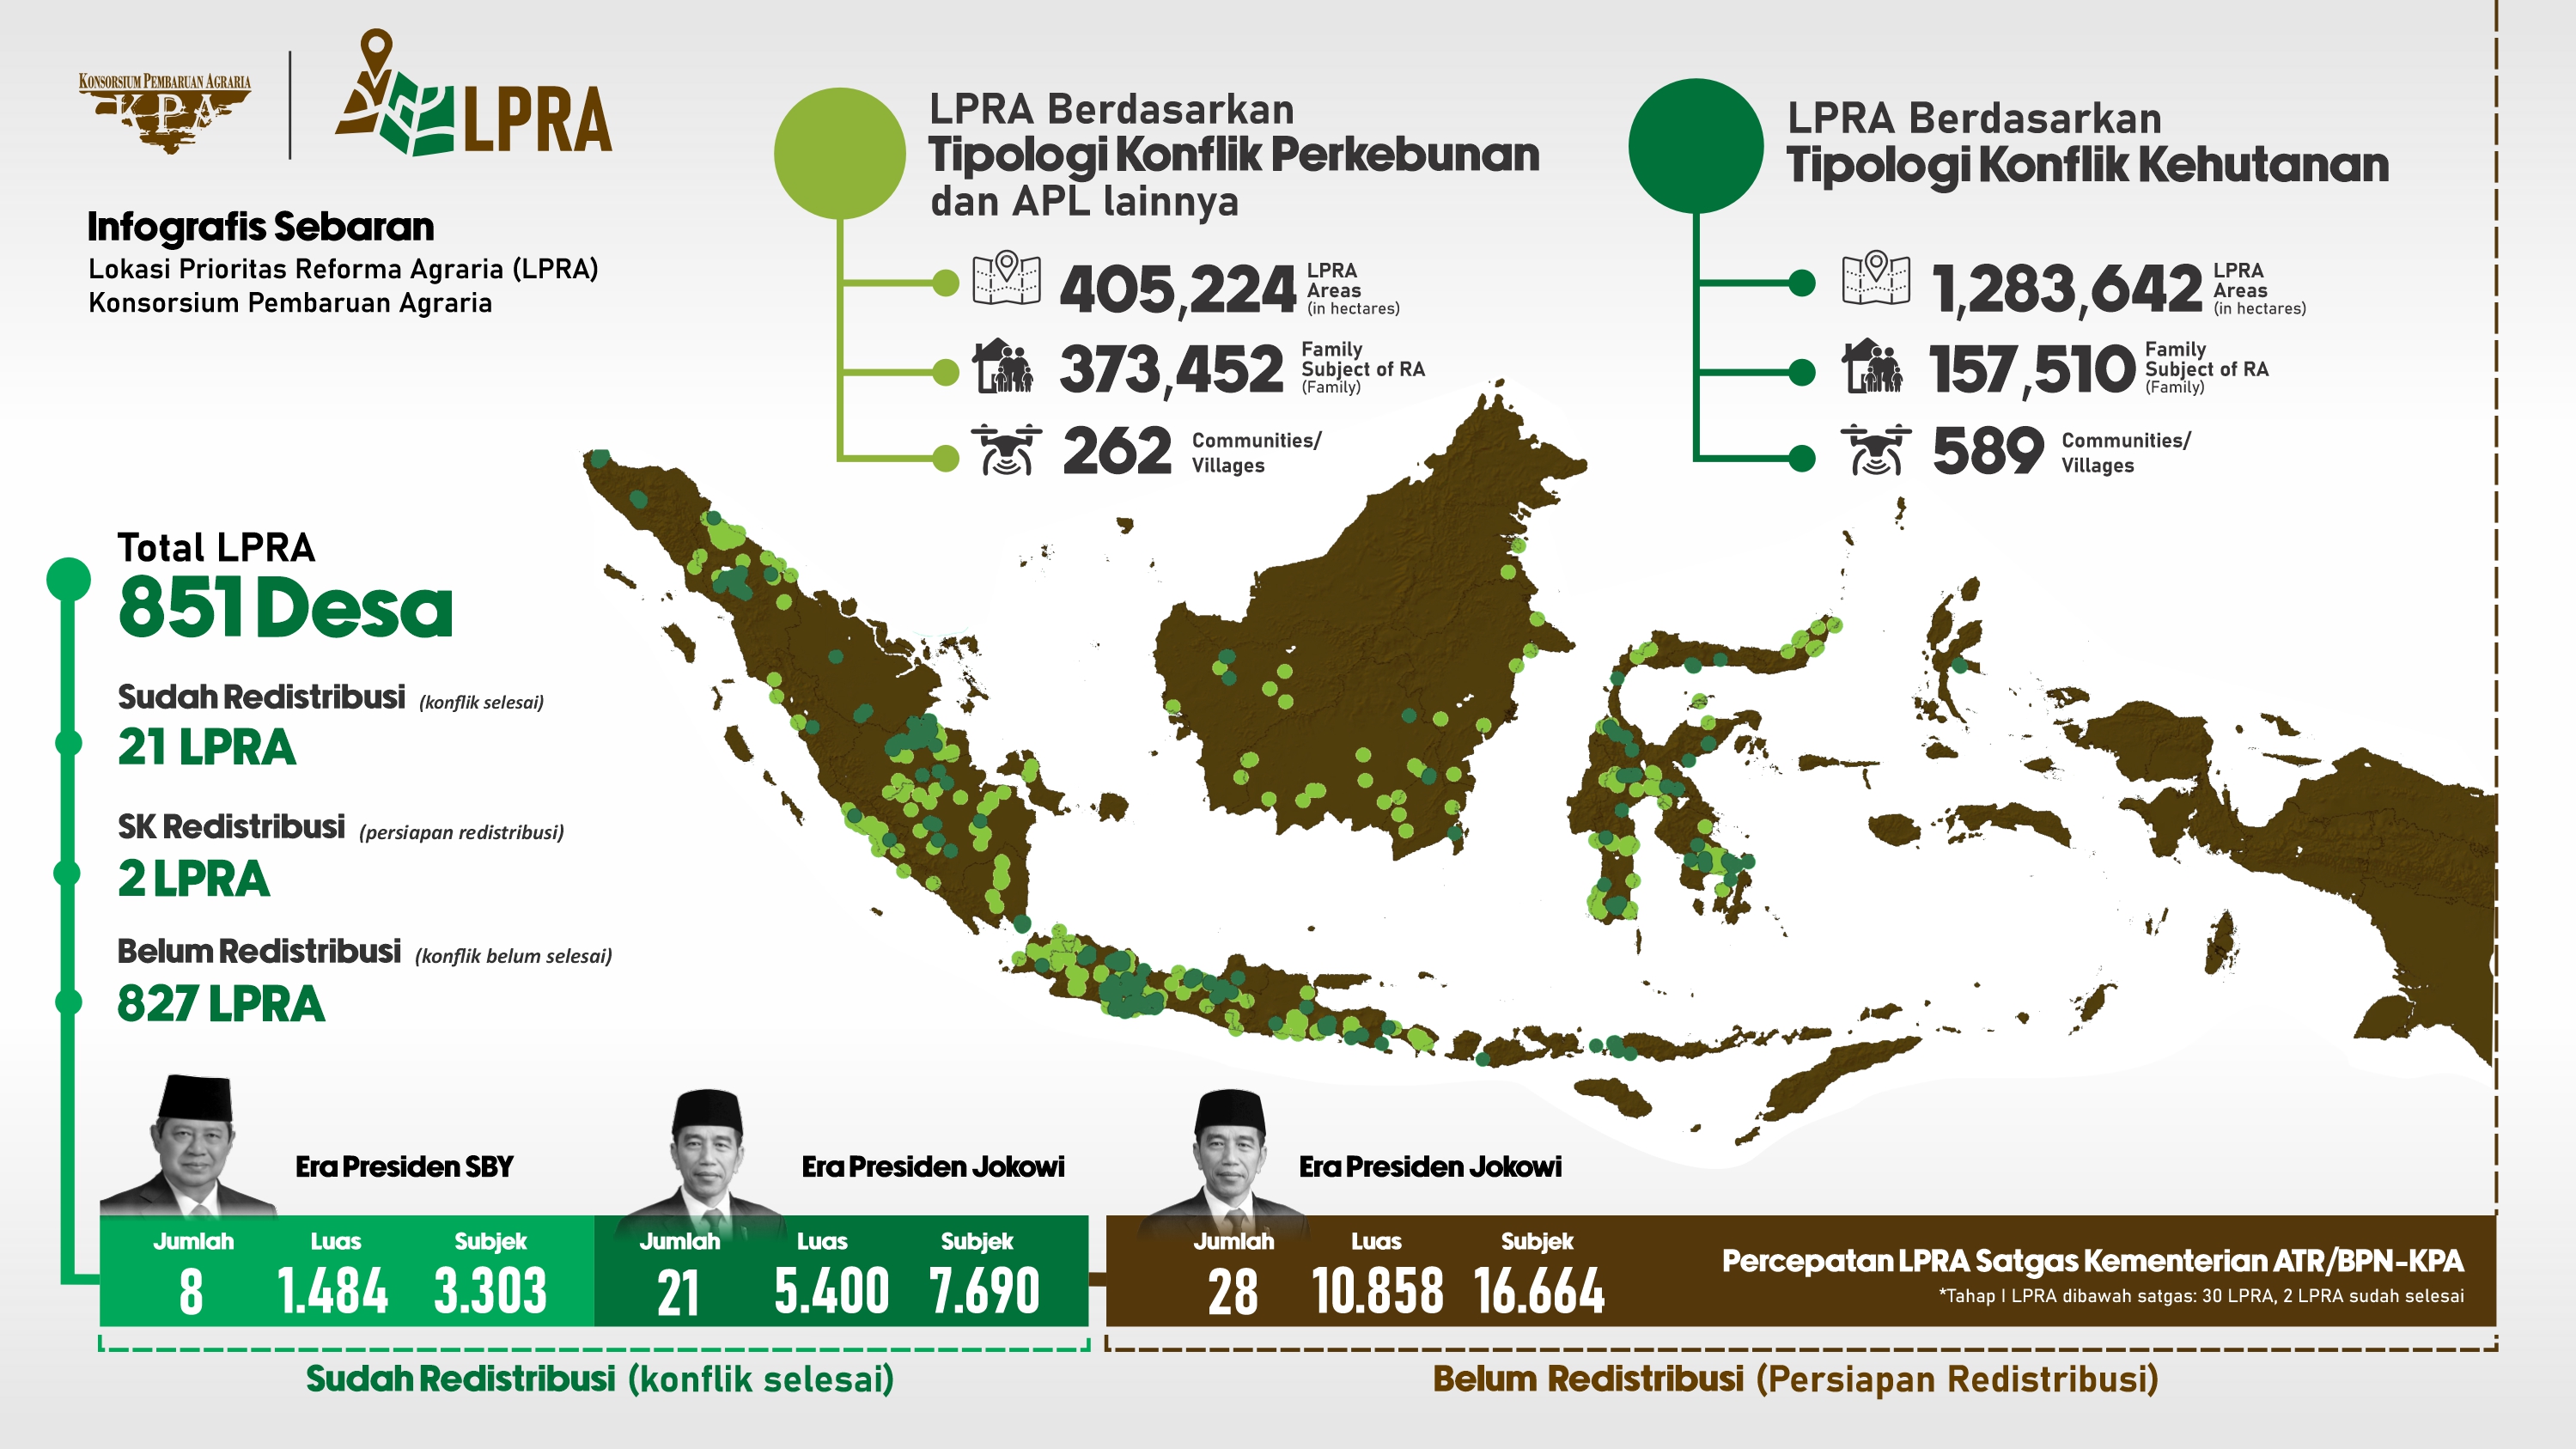 KONSORSIUM PEMBARUAN AGRARIA
KPA
LPRA
Infografis Sebaran
Lokasi Prioritas Reforma Agraria (LPRA)
Konsorsium Pembaruan Agraria
LPRA Berdasarkan
Tipologi Konflik Perkebunan
dan APL lainnya
405,224
LPRA
Areas
(in hectares)
373,452
Family
Subject of RA
(Family)
262
Communities/
Villages
LPRA Berdasarkan
Tipologi Konflik Kehutanan
1,283,642
LPRA
Areas
(in hectares)
157,510
Family
Subject of RA
(Family)
589
Communities/
Villages
Total LPRA
851 Desa
Sudah Redistribusi (konflik selesai)
21 LPRA
SK Redistribusi (persiapan redistribusi)
2 LPRA
Belum Redistribusi (konflik belum selesai)
827 LPRA
Era Presiden SBY
Jumlah Luas Subjek
8 1.484 3.303
Era Presiden Jokowi
Jumlah Luas Subjek
21 5.400 7.690
Sudah Redistribusi (konflik selesai)
Era Presiden Jokowi
Jumlah Luas Subjek
28 10.858 16.664
Percepatan LPRA Satgas Kementerian ATR/BPN-KPA
*Tahap I LPRA dibawah satgas: 30 LPRA, 2 LPRA sudah selesai
Belum Redistribusi (Persiapan Redistribusi)